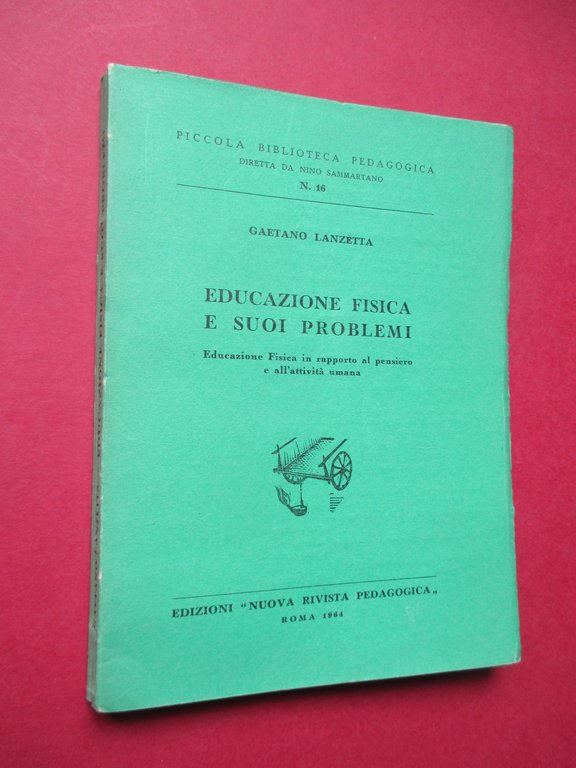 PICCOLA BIBLIOTECA PEDAGOGICA
DIRETTA DA NINO SAMMARTANO
N. 16
GAETANO LANZETTA
EDUCAZIONE FISICA
E SUOI PROBLEMI
Educazione Fisica in rapporto al pensiero
e all'attività umana
EDIZIONI "NUOVA RIVISTA PEDAGOGICA„
ROMA 1964